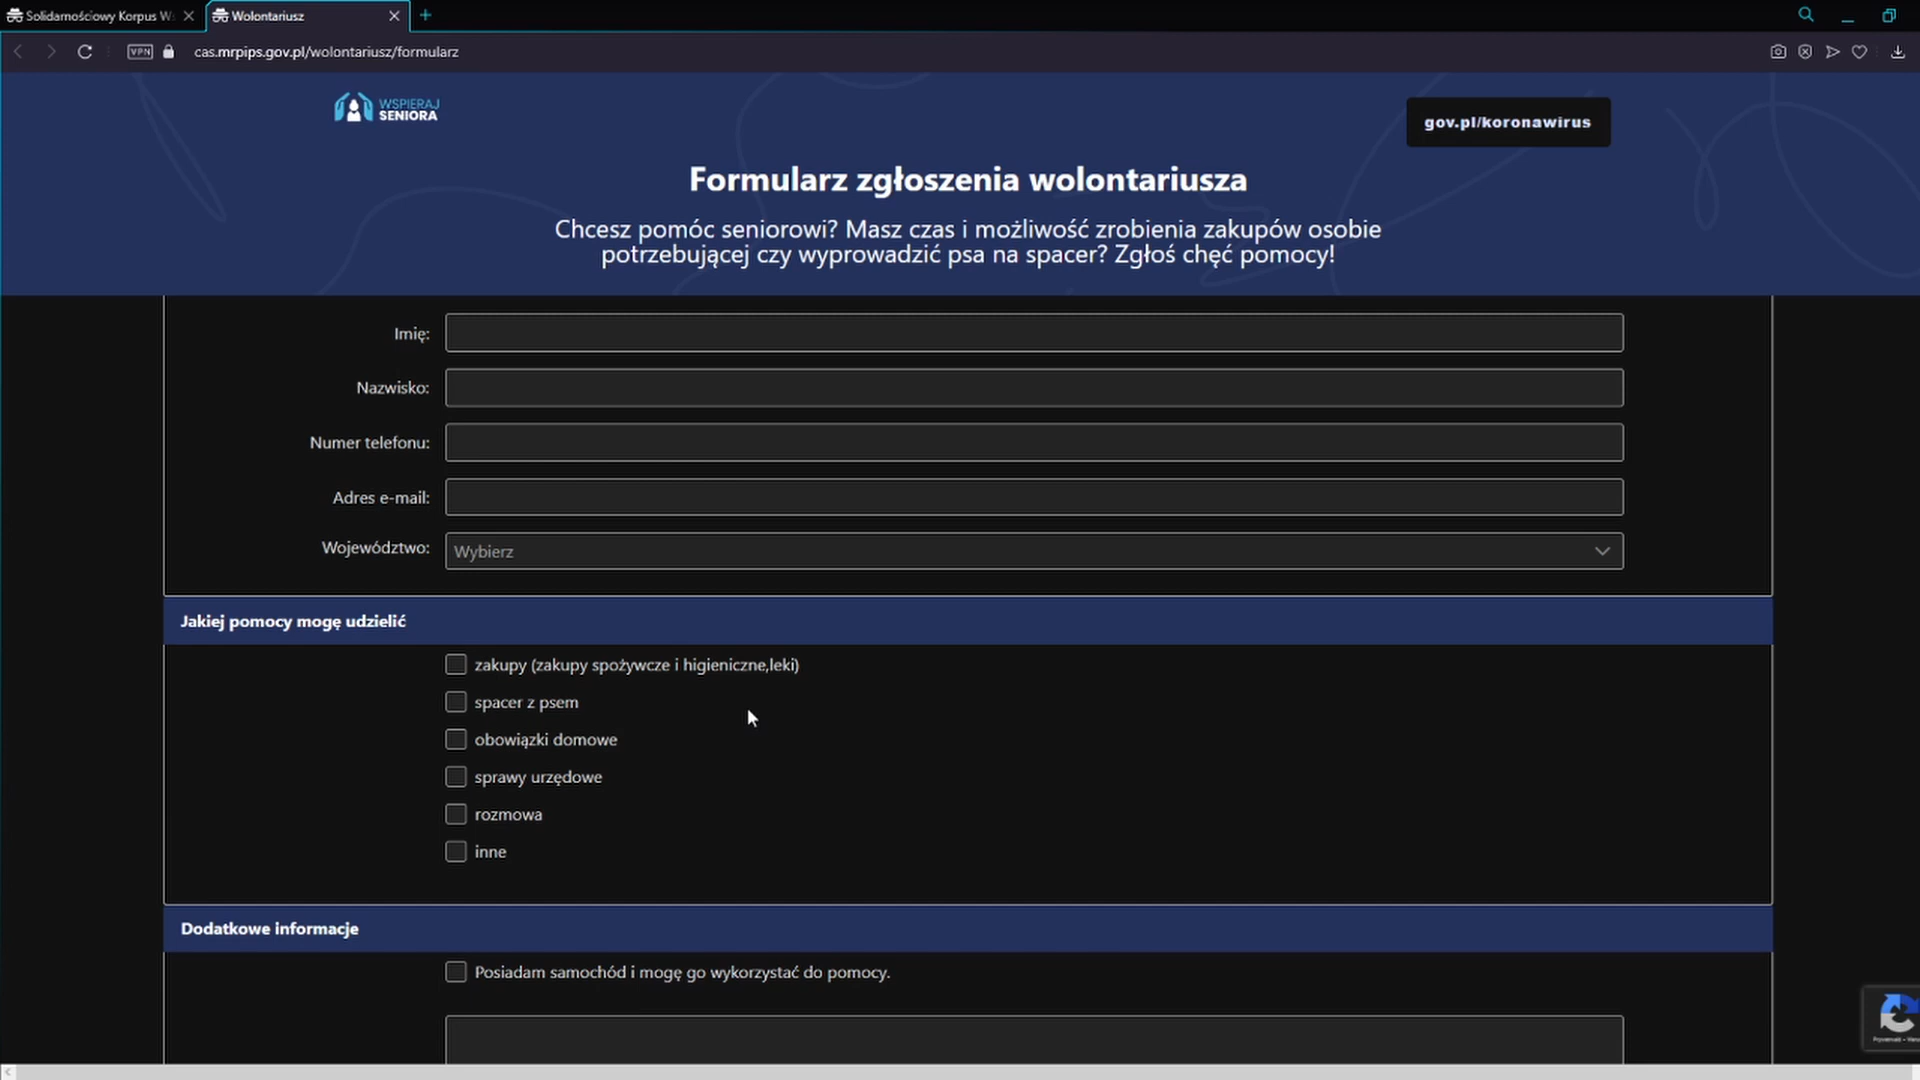 Solidarnościowy Korpus W
Wolontariusz
VPN
cas.mrpips.gov.pl/wolontariusz/formularz
WSPIERAJ
SENIORA
gov.pl/koronawirus
Formularz zgłoszenia wolontariusza
Chcesz pomóc seniorowi? Masz czas i możliwość zrobienia zakupów osobie
potrzebującej czy wyprowadzić psa na spacer? Zgłoś chęć pomocy!
Imię:
Nazwisko:
Numer telefonu:
Adres e-mail:
Województwo:
Wybierz
Jakiej pomocy mogę udzielić
zakupy (zakupy spożywcze i higieniczne,leki)
spacer z psem
obowiązki domowe
sprawy urzędowe
rozmowa
inne
Dodatkowe informacje
Posiadam samochód i mogę go wykorzystać do pomocy.